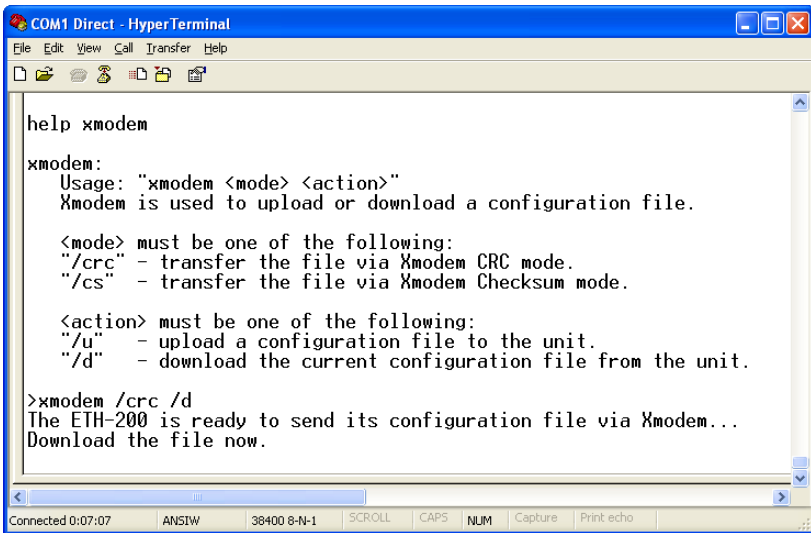 COM1 Direct - HyperTerminal
File Edit View Call Transfer Help
help xmodem
xmodem:
Usage: "xmodem <mode> <action>"
Xmodem is used to upload or download a configuration file.
<mode> must be one of the following:
"/crc" - transfer the file via Xmodem CRC mode.
"/cs" - transfer the file via Xmodem Checksum mode.
<action> must be one of the following:
"/u" - upload a configuration file to the unit.
"/d" - download the current configuration file from the unit.
>xmodem /crc /d
The ETH-200 is ready to send its configuration file via Xmodem...
Download the file now.
Connected 0:07:07 ANSIW 38400 8-N-1 SCROLL CAPS NUM Capture Print echo